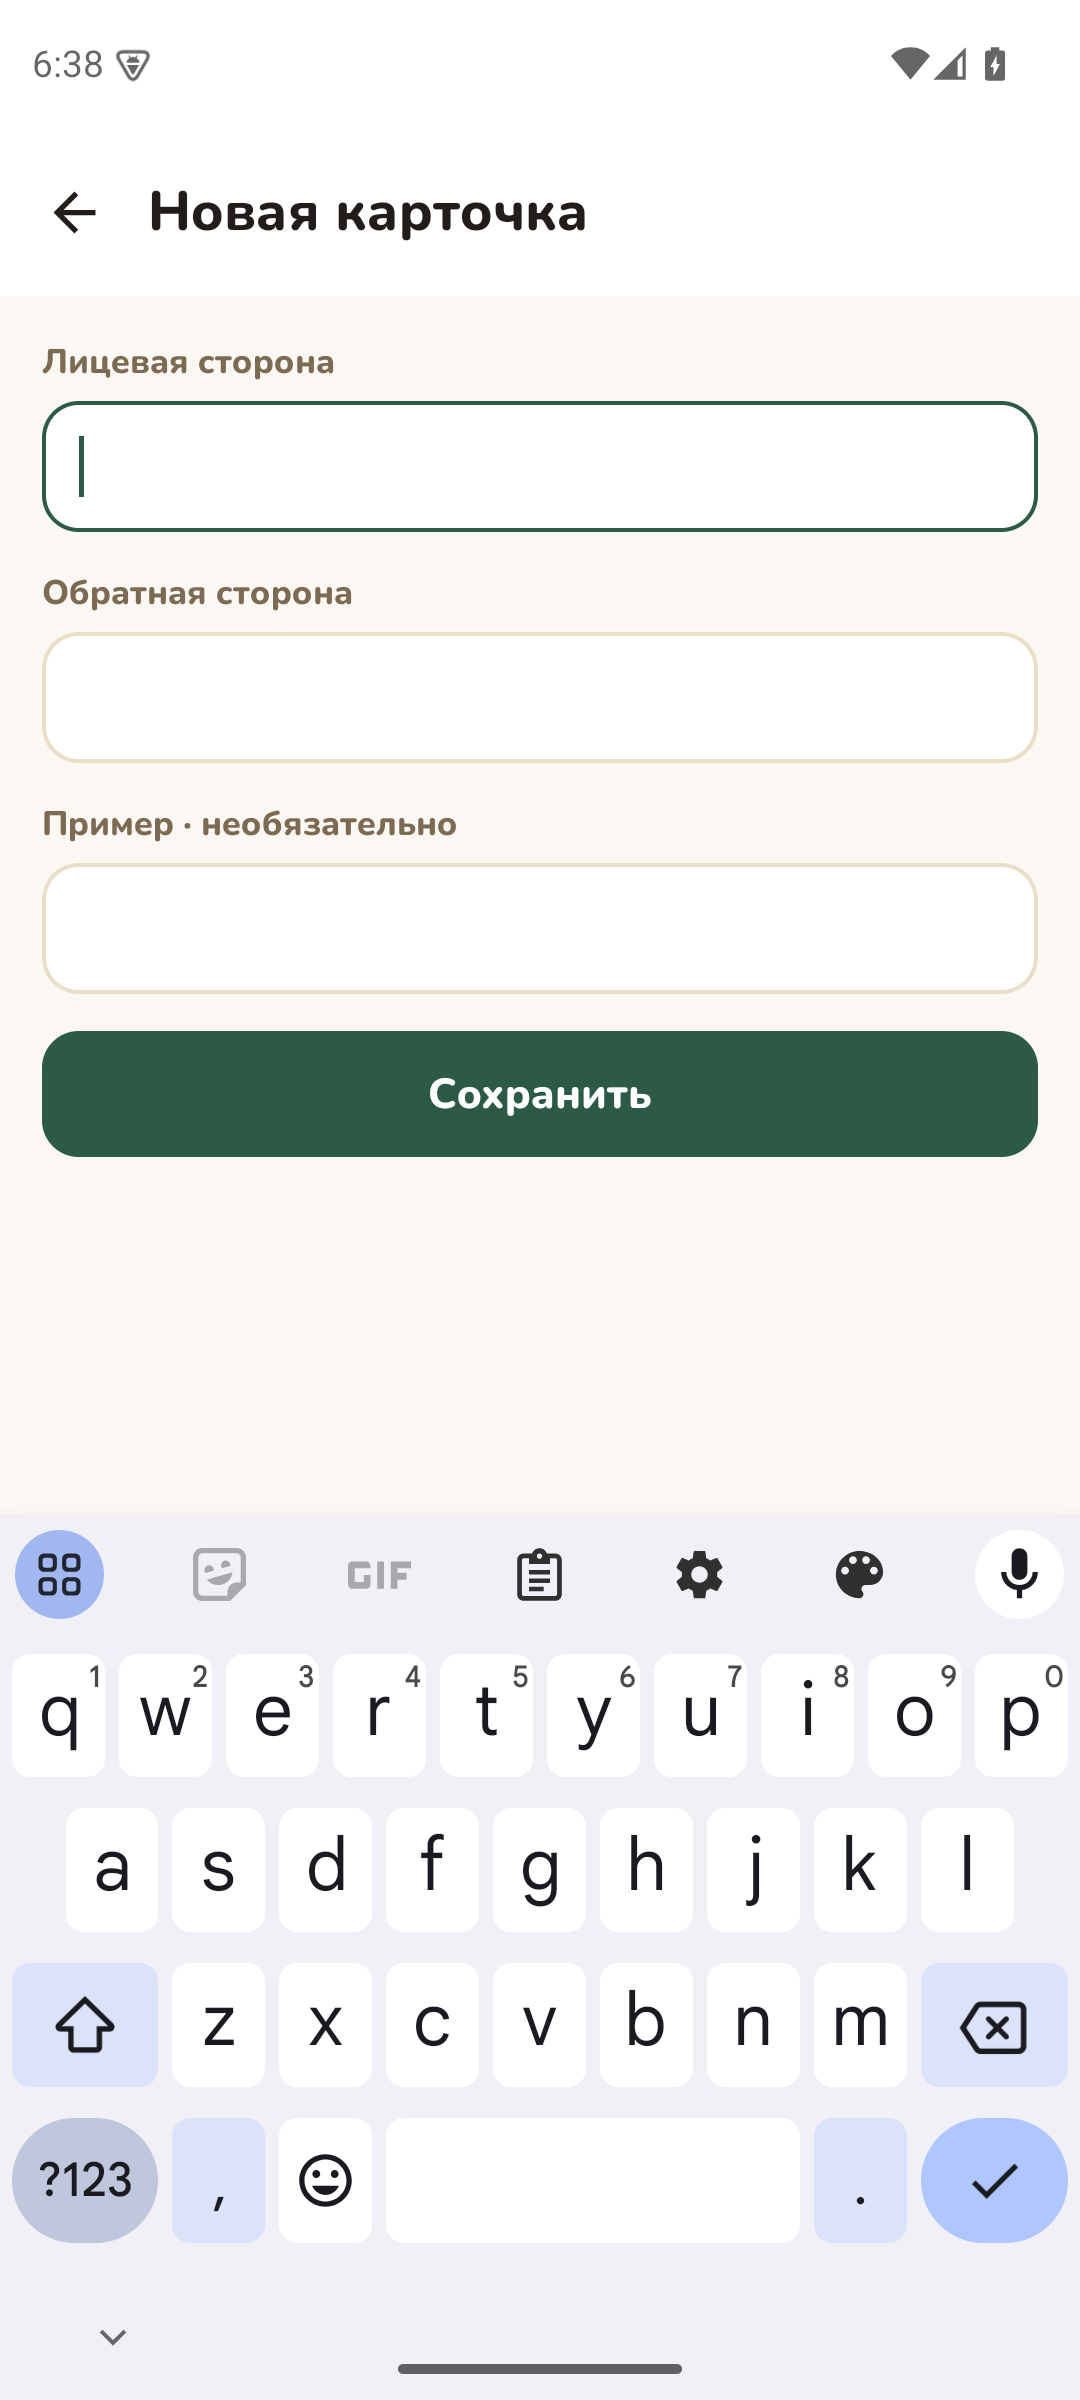 6:38
Новая карточка
Лицевая сторона
Обратная сторона
Пример · необязательно
Сохранить
GIF
q1 w2 e3 r4 t5 y6 u7 i8 o9 p0
a s d f g h j k l
z x c v b n m
?123 , .